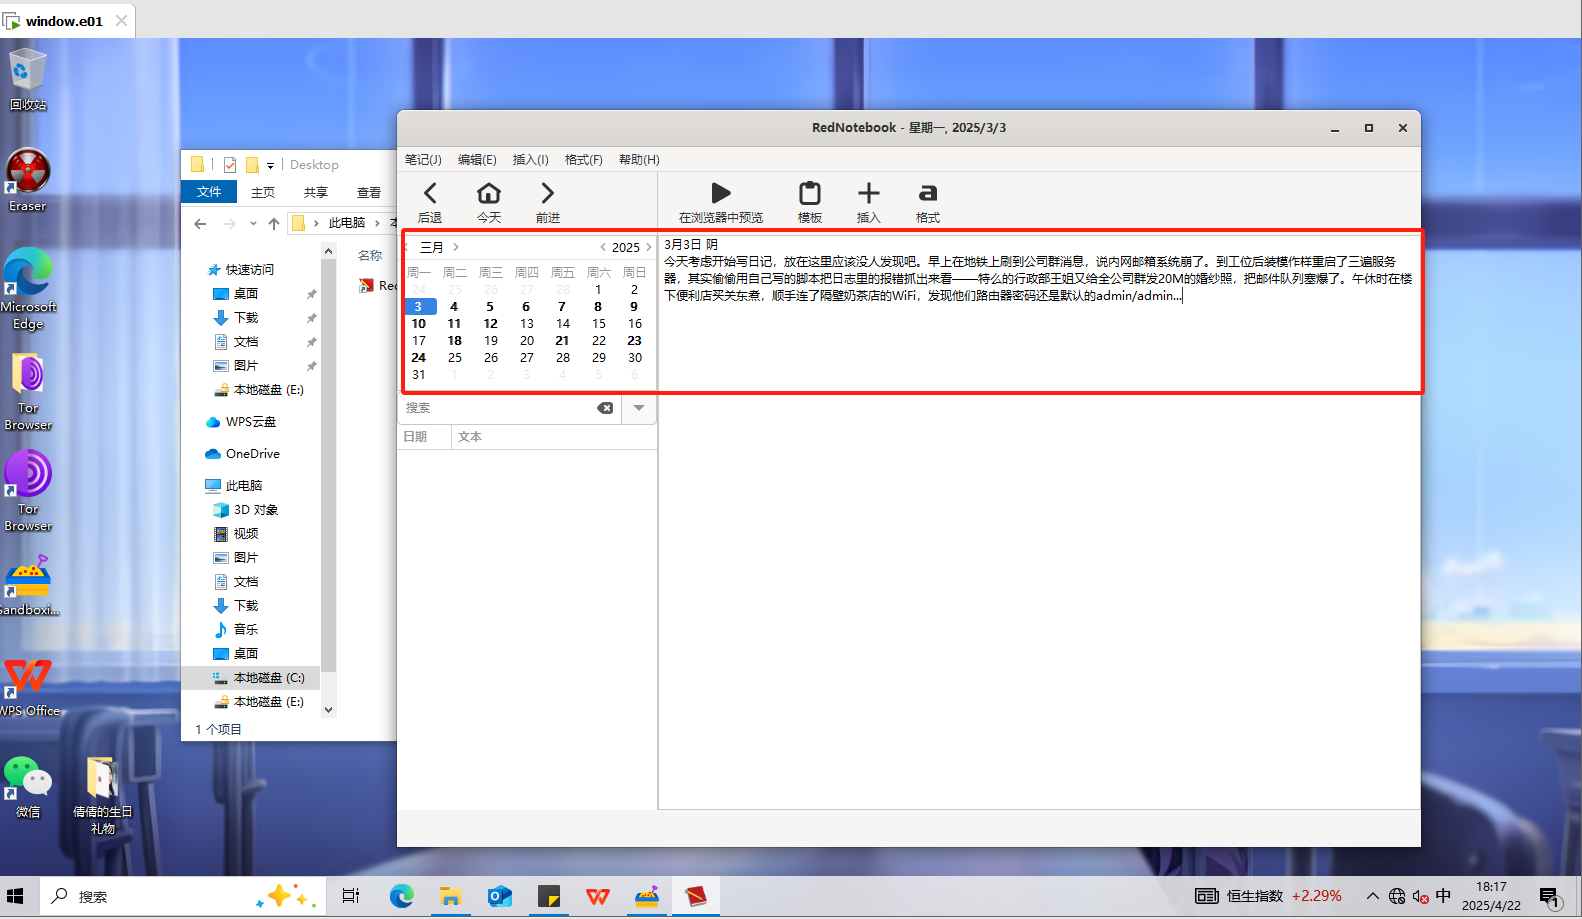 window.e01
回收站
Eraser
Microsoft
Edge
Tor
Browser
Tor
Browser
Sandboxi...
WPS Office
微信
倩倩的生日
礼物
Desktop
文件 主页 共享 查看
此电脑
名称
快速访问
桌面
下载
文档
图片
本地磁盘 (E:)
WPS云盘
OneDrive
此电脑
3D 对象
视频
图片
文档
下载
音乐
桌面
本地磁盘 (C:)
本地磁盘 (E:)
1 个项目
Rec
RedNotebook - 星期一, 2025/3/3
笔记(J) 编辑(E) 插入(I) 格式(F) 帮助(H)
后退 今天 前进 在浏览器中预览 模板 插入 格式
三月 2025
周一 周二 周三 周四 周五 周六 周日
24 25 26 27 28 1 2
3 4 5 6 7 8 9
10 11 12 13 14 15 16
17 18 19 20 21 22 23
24 25 26 27 28 29 30
31 1 2 3 4 5 6
搜索
日期 文本
3月3日 阴
今天考虑开始写日记，放在这里应该没人发现吧。早上在地铁上刷到公司群消息，说内网邮箱系统崩了。到工位后装模作样重启了三遍服务
器，其实偷偷用自己写的脚本把日志里的报错抓出来看——特么的行政部王姐又给全公司群发20M的婚纱照，把邮件队列塞爆了。午休时在楼
下便利店买关东煮，顺手连了隔壁奶茶店的WiFi，发现他们路由器密码还是默认的admin/admin...
搜索
恒生指数 +2.29%
中
18:17
2025/4/22
1